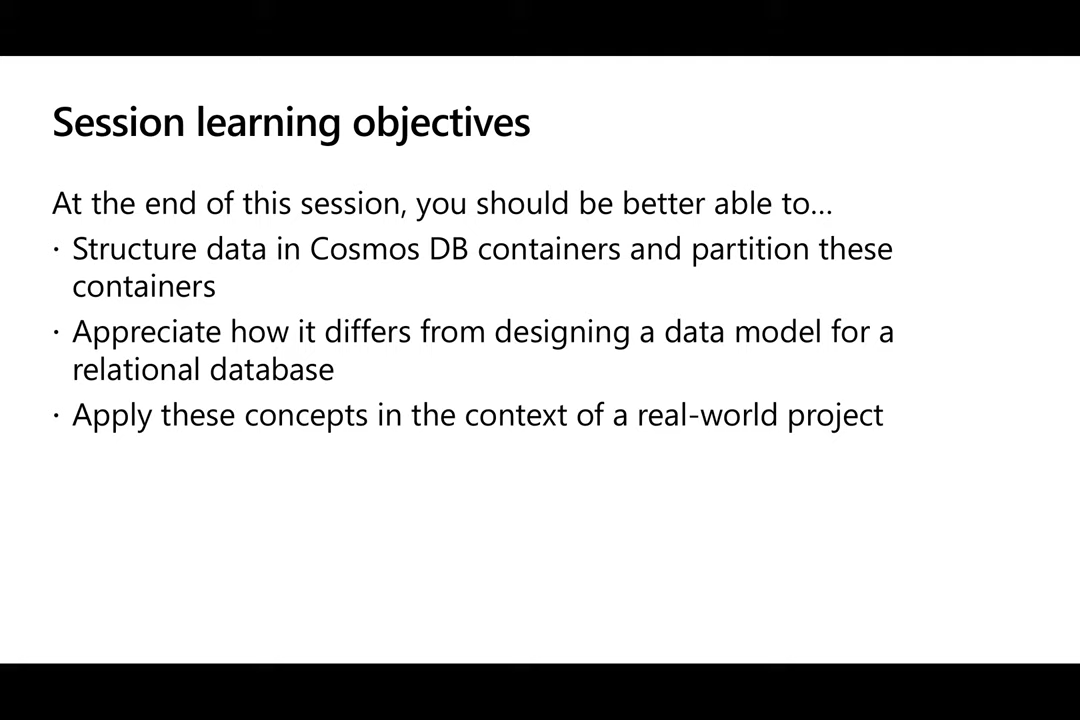 Session learning objectives
At the end of this session, you should be better able to...
· Structure data in Cosmos DB containers and partition these
containers
· Appreciate how it differs from designing a data model for a
relational database
· Apply these concepts in the context of a real-world project